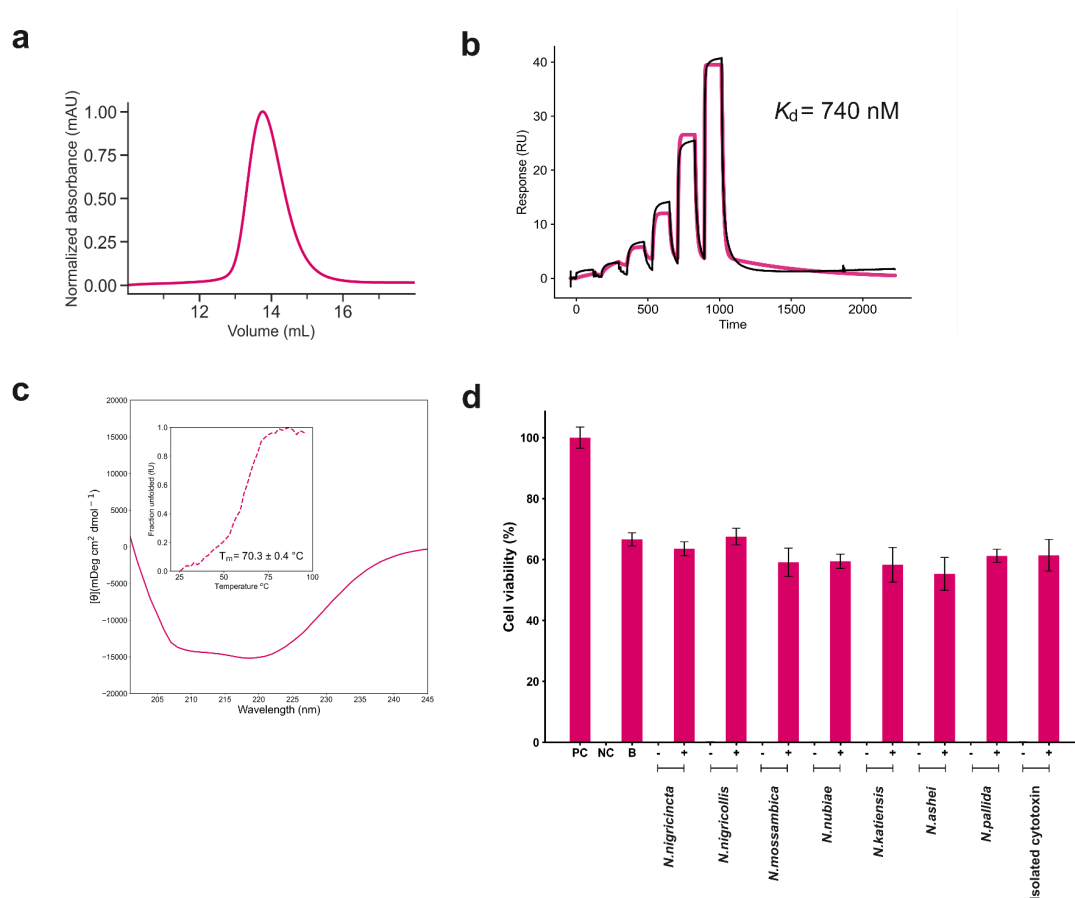 a
Normalized absorbance (mAU)
1.00
0.75
0.50
0.25
0.00
12 14 16
Volume (mL)
b
Response (RU)
40
30
20
10
0
Kd = 740 nM
0 500 1000 1500 2000
Time
c
[θ](mDeg cm2 dmol−1)
20000
15000
10000
5000
0
−5000
−10000
−15000
−20000
205 210 215 220 225 230 235 240 245
Wavelength (nm)
Fraction unfolded (fU)
1.0
0.8
0.6
0.4
0.2
0.0
Tm= 70.3 ± 0.4 °C
25 50 75 100
Temperature °C
d
Cell viability (%)
100
80
60
40
20
0
PC NC B - + - + - + - + - + - + - + - +
N.nigricincta
N.nigricollis
N.mossambica
N.nubiae
N.katiensis
N.ashei
N.pallida
Isolated cytotoxin